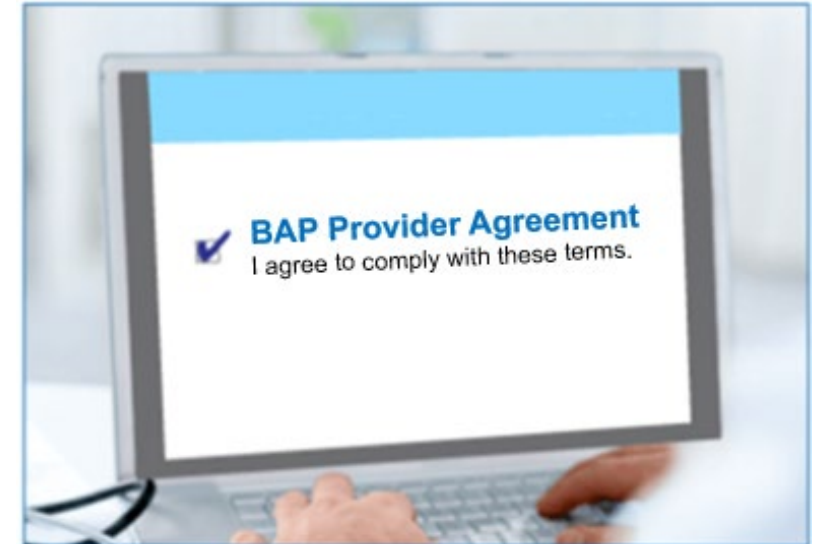 BAP Provider Agreement
I agree to comply with these terms.